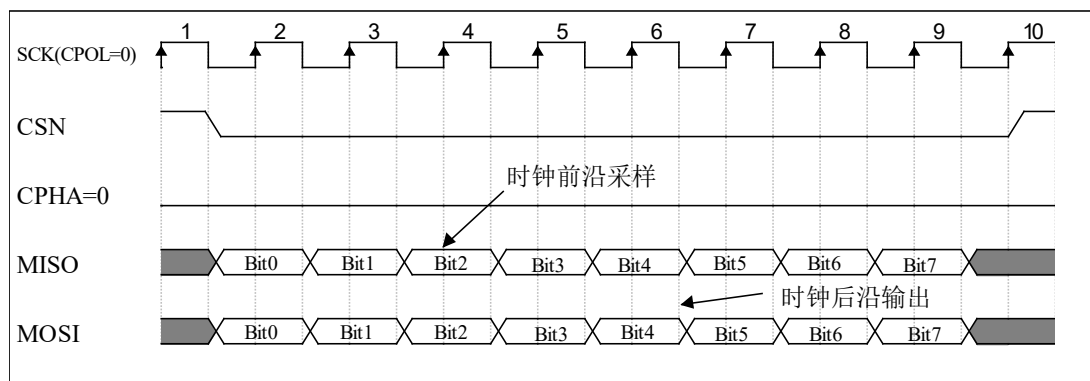 1 2 3 4 5 6 7 8 9 10
SCK(CPOL=0)
CSN
时钟前沿采样
CPHA=0
MISO Bit0 Bit1 Bit2 Bit3 Bit4 Bit5 Bit6 Bit7
时钟后沿输出
MOSI Bit0 Bit1 Bit2 Bit3 Bit4 Bit5 Bit6 Bit7